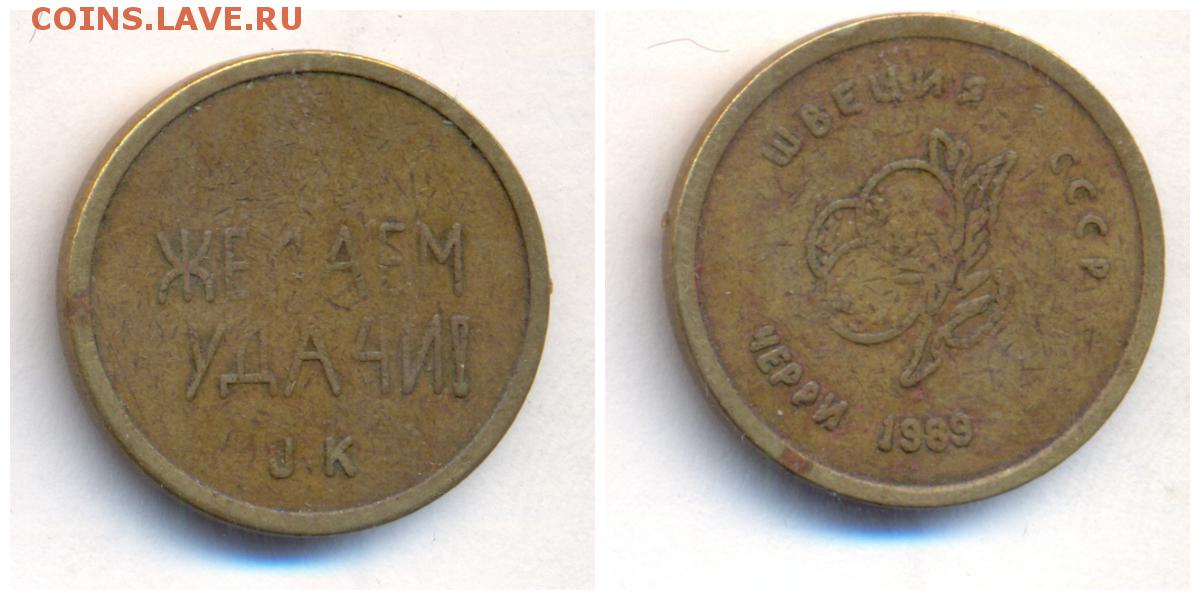 COINS.LAVE.RU
ЖЕЛАЕМ
УДАЧИ!
J.K
ШВЕЦИЯ СССР
ЧЕРРИ 1989